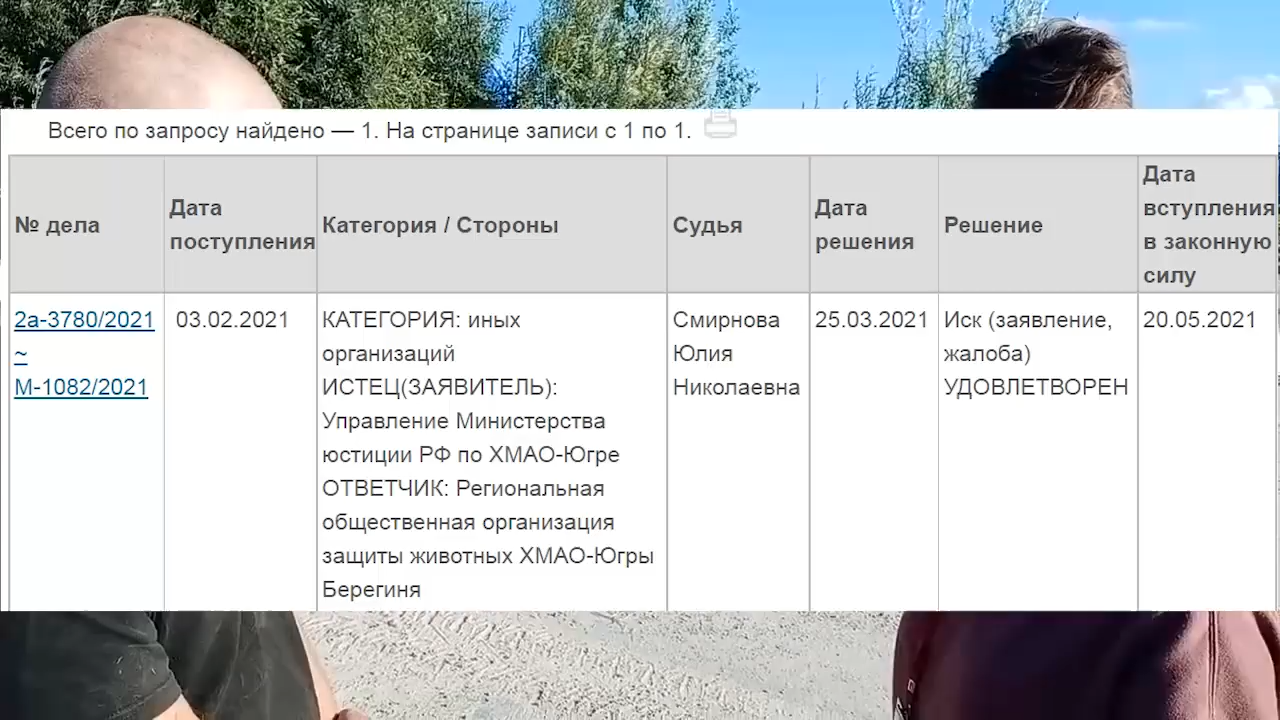 Всего по запросу найдено — 1. На странице записи с 1 по 1.
№ дела
Дата
поступления
Категория / Стороны
Судья
Дата
решения
Решение
Дата
вступления
в законную
силу
2а-3780/2021
~
М-1082/2021
03.02.2021
КАТЕГОРИЯ: иных
организаций
ИСТЕЦ(ЗАЯВИТЕЛЬ):
Управление Министерства
юстиции РФ по ХМАО-Югре
ОТВЕТЧИК: Региональная
общественная организация
защиты животных ХМАО-Югры
Берегиня
Смирнова
Юлия
Николаевна
25.03.2021
Иск (заявление,
жалоба)
УДОВЛЕТВОРЕН
20.05.2021